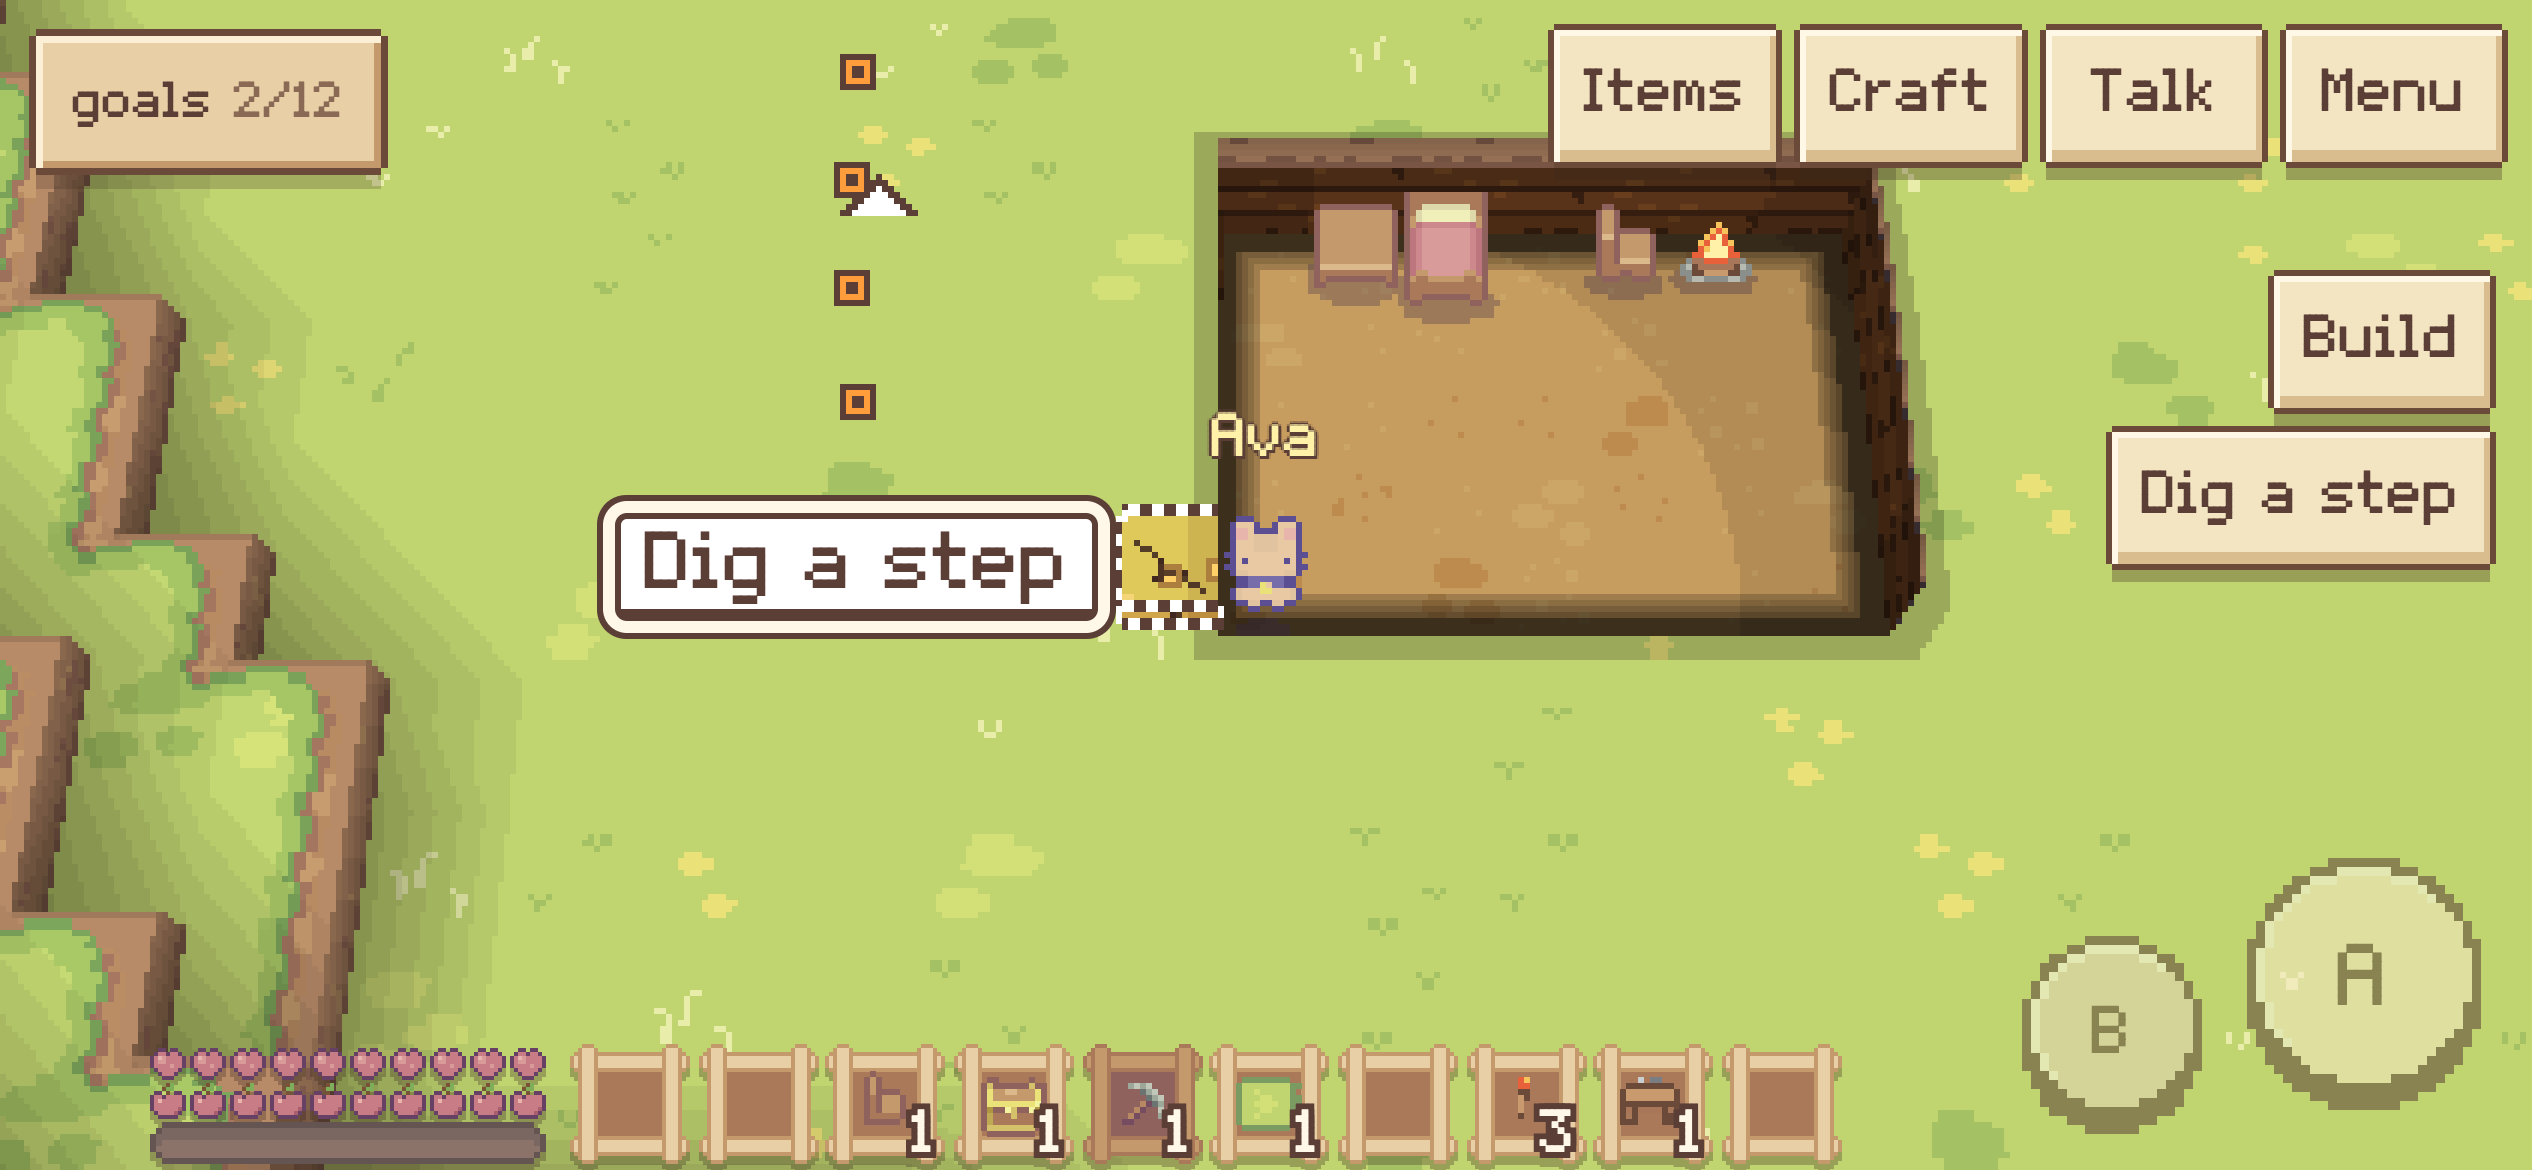 goals 2/12
Items
Craft
Talk
Menu
Build
Dig a step
Ava
Dig a step
A
B
1
1
1
1
3
1